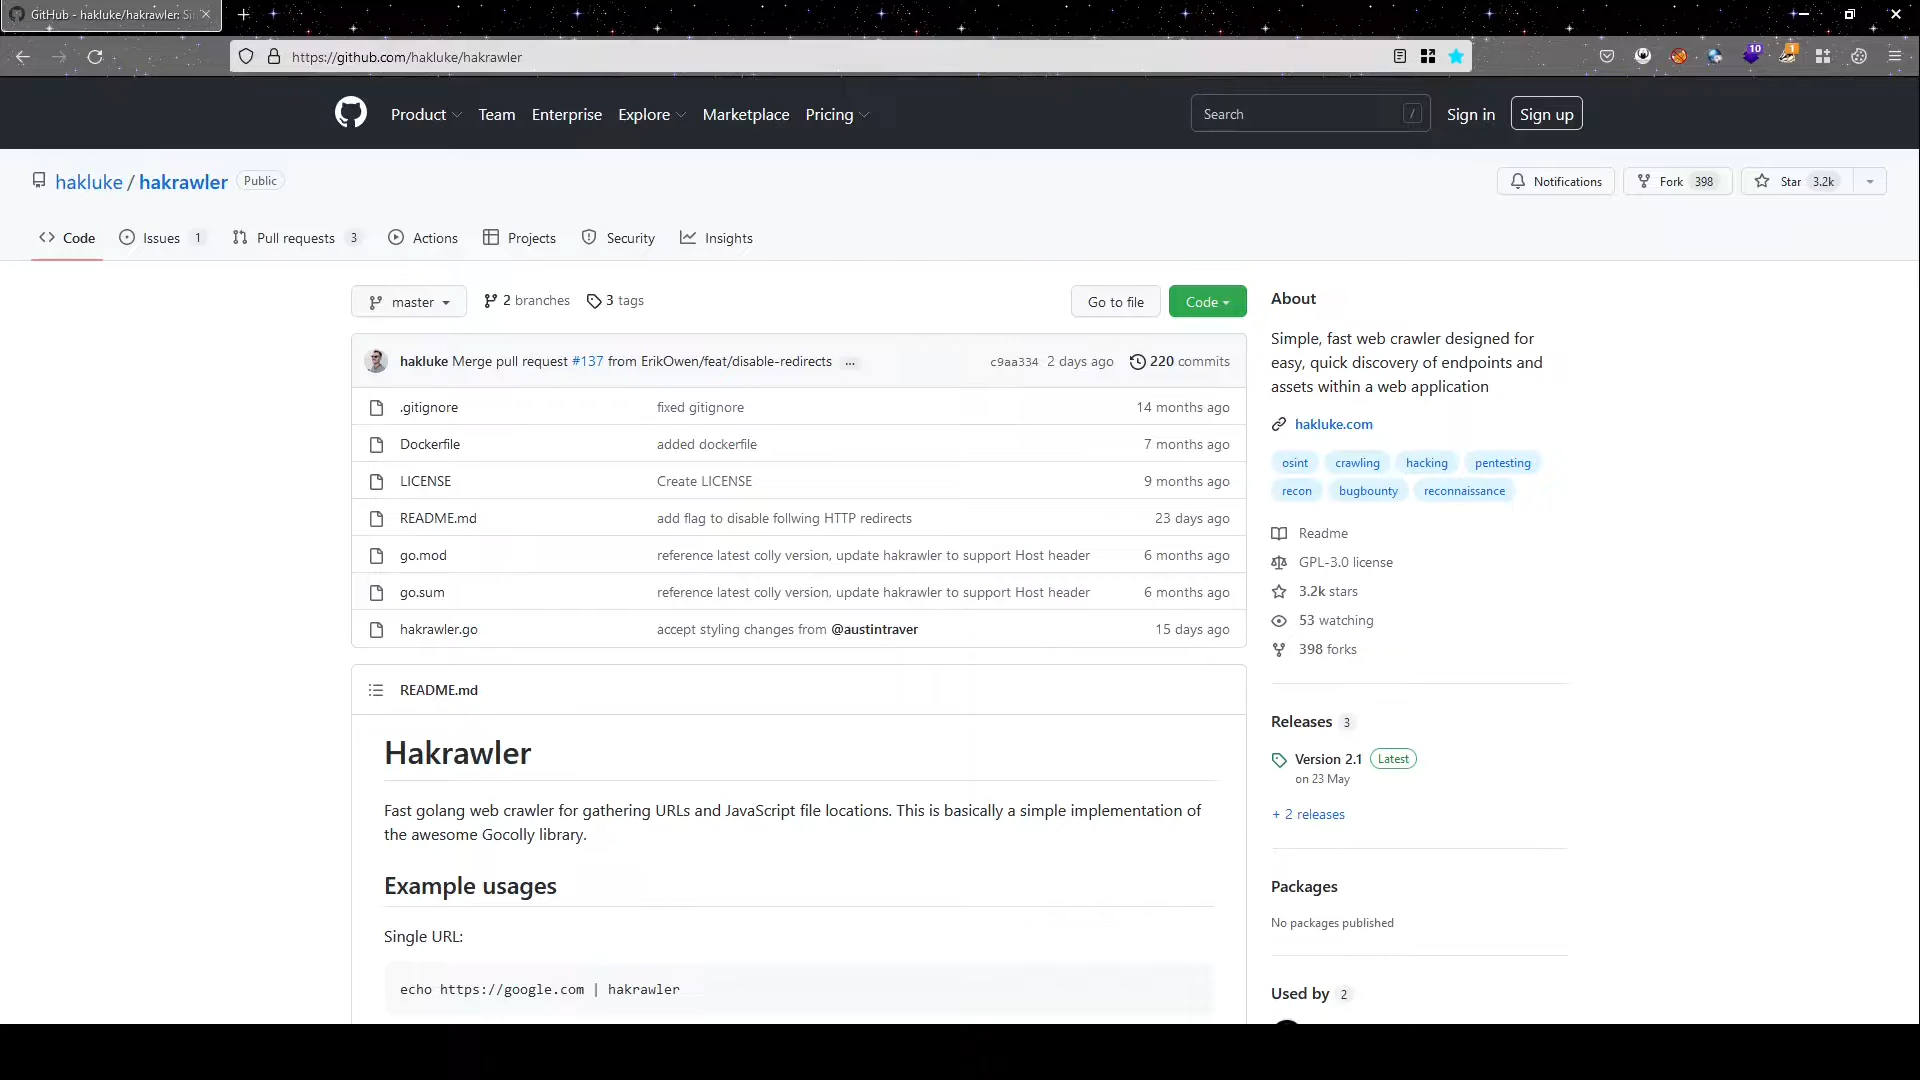 GitHub - hakluke/hakrawler: Si
https://github.com/hakluke/hakrawler
10
1
Product
Team
Enterprise
Explore
Marketplace
Pricing
Search
/
Sign in
Sign up
hakluke / hakrawler
Public
Notifications
Fork 398
Star 3.2k
Code
Issues 1
Pull requests 3
Actions
Projects
Security
Insights
master
2 branches
3 tags
Go to file
Code
hakluke Merge pull request #137 from ErikOwen/feat/disable-redirects ... c9aa334 2 days ago 220 commits
.gitignore fixed gitignore 14 months ago
Dockerfile added dockerfile 7 months ago
LICENSE Create LICENSE 9 months ago
README.md add flag to disable follwing HTTP redirects 23 days ago
go.mod reference latest colly version, update hakrawler to support Host header 6 months ago
go.sum reference latest colly version, update hakrawler to support Host header 6 months ago
hakrawler.go accept styling changes from @austintraver 15 days ago
README.md
Hakrawler
Fast golang web crawler for gathering URLs and JavaScript file locations. This is basically a simple implementation of
the awesome Gocolly library.
Example usages
Single URL:
echo https://google.com | hakrawler
About
Simple, fast web crawler designed for
easy, quick discovery of endpoints and
assets within a web application
hakluke.com
osint crawling hacking pentesting
recon bugbounty reconnaissance
Readme
GPL-3.0 license
3.2k stars
53 watching
398 forks
Releases 3
Version 2.1 Latest
on 23 May
+ 2 releases
Packages
No packages published
Used by 2